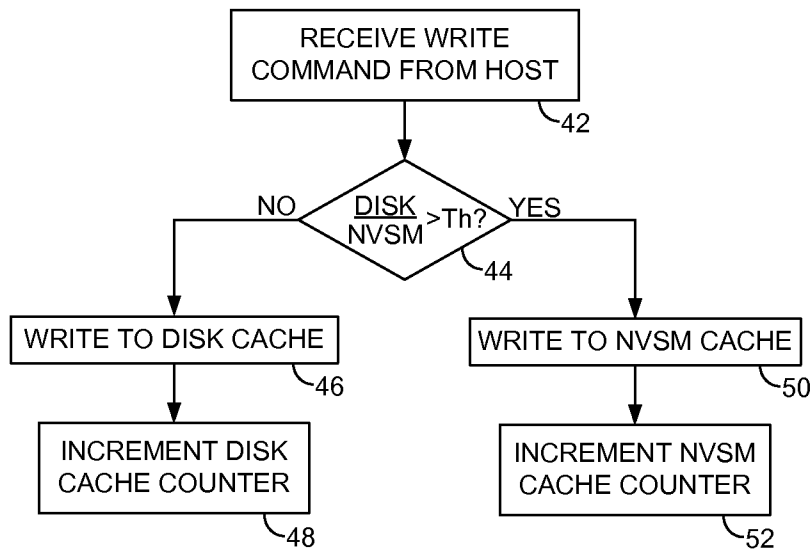 RECEIVE WRITE
COMMAND FROM HOST
42
NO
DISK
NVSM
>Th?
YES
44
WRITE TO DISK CACHE
46
WRITE TO NVSM CACHE
50
INCREMENT DISK
CACHE COUNTER
48
INCREMENT NVSM
CACHE COUNTER
52